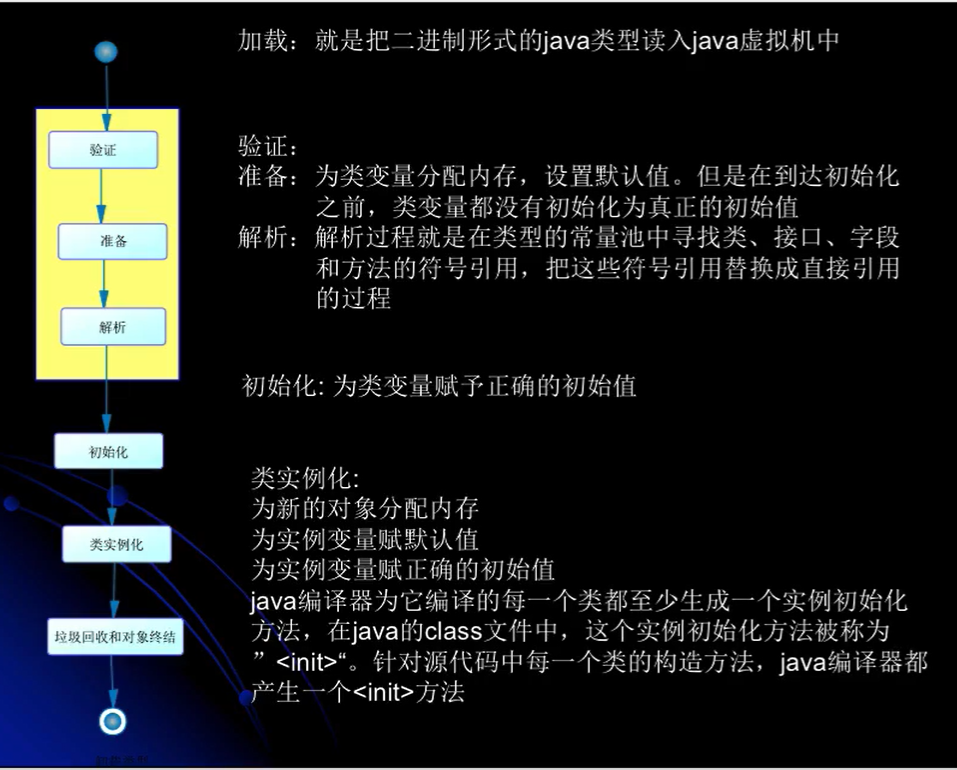 加载：就是把二进制形式的java类型读入java虚拟机中
验证：
准备：为类变量分配内存，设置默认值。但是在到达初始化
之前，类变量都没有初始化为真正的初始值
解析：解析过程就是在类型的常量池中寻找类、接口、字段
和方法的符号引用，把这些符号引用替换成直接引用
的过程
初始化: 为类变量赋予正确的初始值
类实例化:
为新的对象分配内存
为实例变量赋默认值
为实例变量赋正确的初始值
java编译器为它编译的每一个类都至少生成一个实例初始化
方法，在java的class文件中，这个实例初始化方法被称为
”<init>“。针对源代码中每一个类的构造方法，java编译器都
产生一个<init>方法
验证
准备
解析
初始化
类实例化
垃圾回收和对象终结